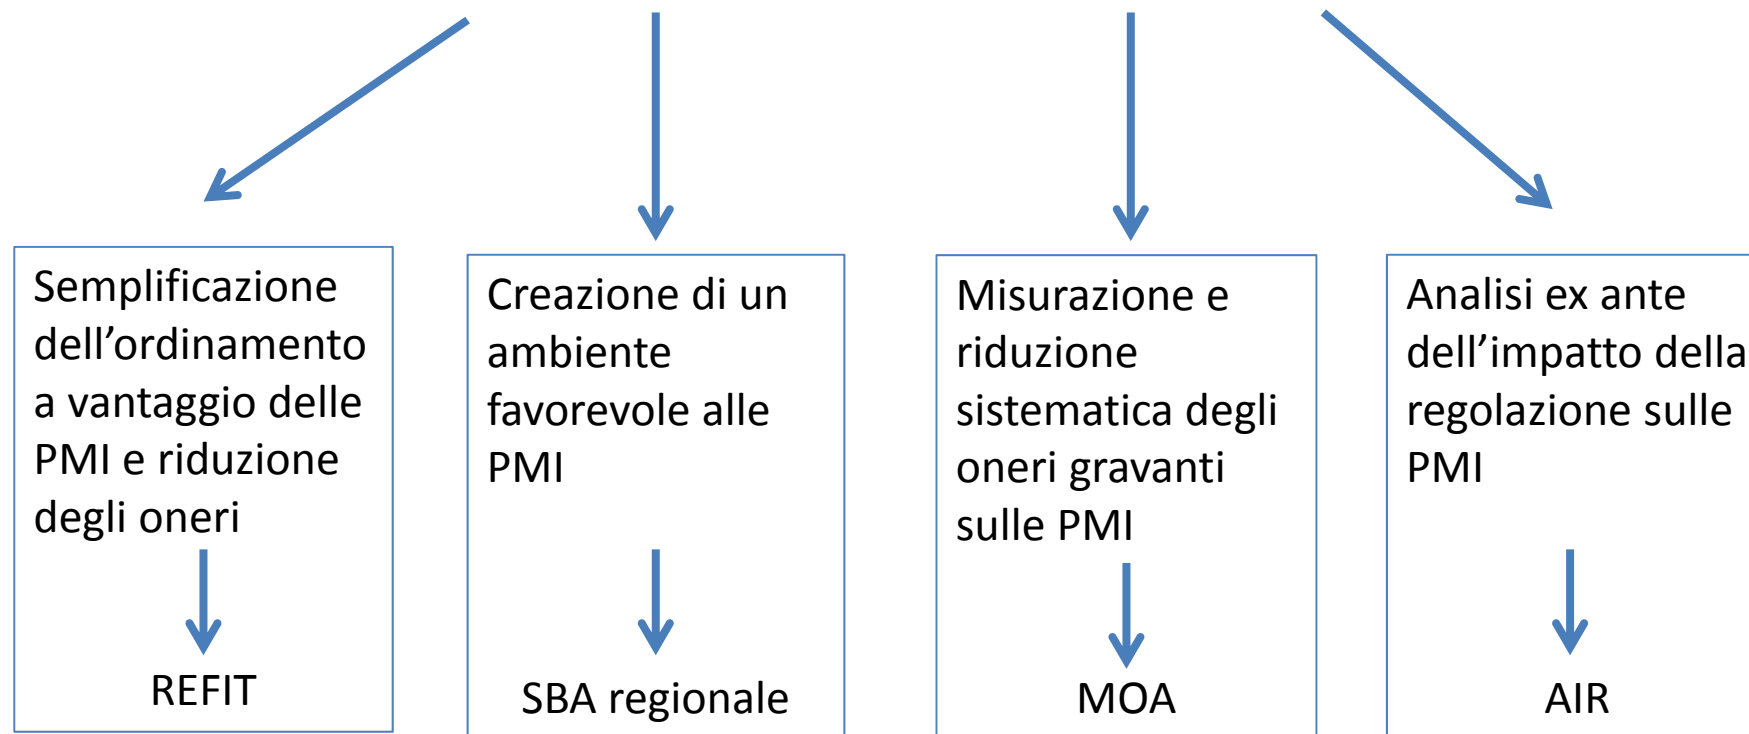 Semplificazione
dell’ordinamento
a vantaggio delle
PMI e riduzione
degli oneri
REFIT
Creazione di un
ambiente
favorevole alle
PMI
SBA regionale
Misurazione e
riduzione
sistematica degli
oneri gravanti
sulle PMI
MOA
Analisi ex ante
dell’impatto della
regolazione sulle
PMI
AIR